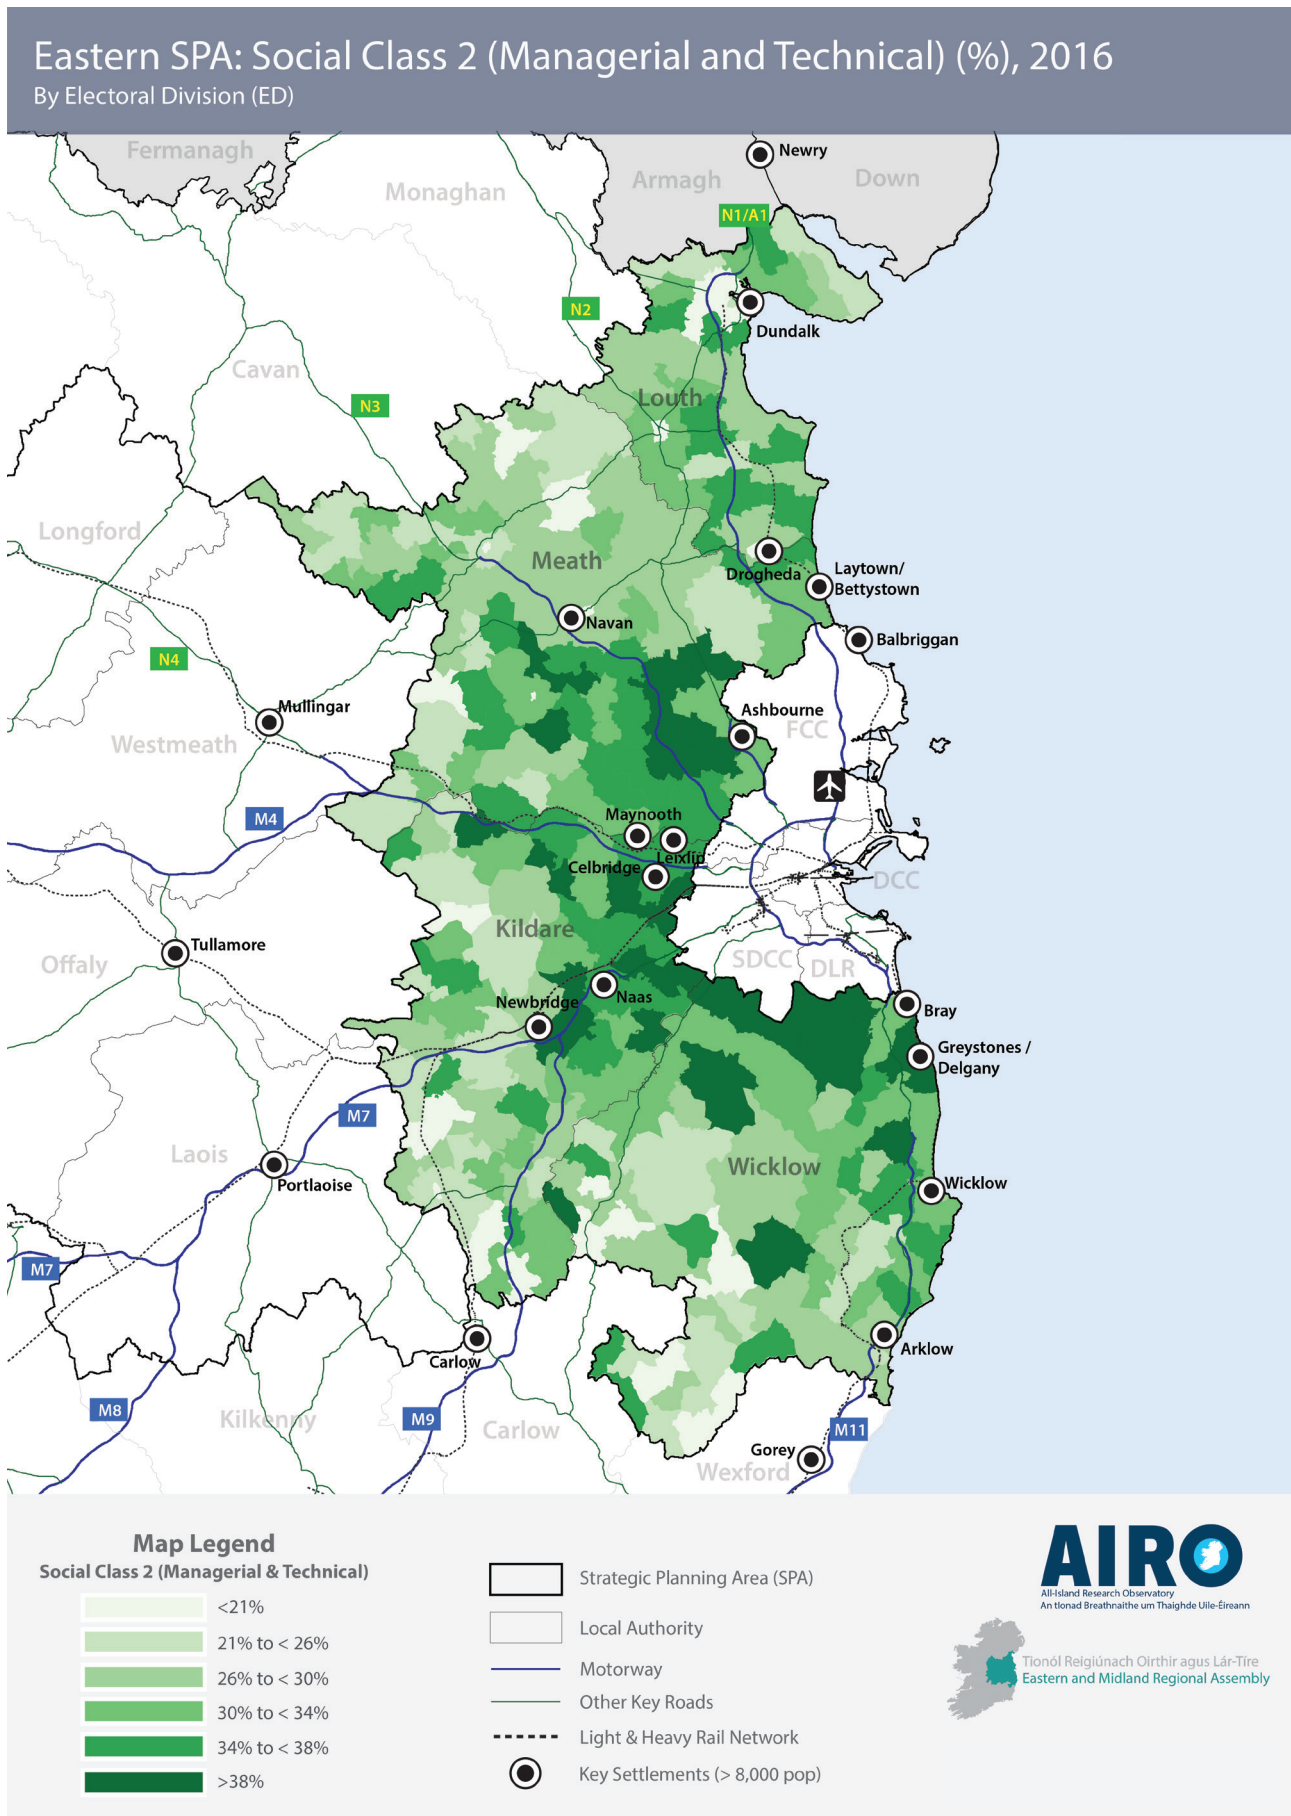 Eastern SPA: Social Class 2 (Managerial and Technical) (%), 2016
By Electoral Division (ED)
Fermanagh
Monaghan
Armagh
Newry
Down
N1/A1
N2
Dundalk
Cavan
N3
Louth
Longford
Meath
Drogheda
Laytown/
Bettystown
Navan
Balbriggan
N4
Mullingar
Westmeath
Ashbourne
FCC
M4
Maynooth
Leixlip
Celbridge
DCC
Kildare
Tullamore
Offaly
SDCC
DLR
Newbridge
Naas
Bray
Greystones /
Delgany
M7
Laois
Portlaoise
Wicklow
Wicklow
M7
Carlow
Arklow
M8
Kilkenny
M9
Carlow
M11
Gorey
Wexford
Map Legend
Social Class 2 (Managerial & Technical)
<21%
21% to < 26%
26% to < 30%
30% to < 34%
34% to < 38%
>38%
Strategic Planning Area (SPA)
Local Authority
Motorway
Other Key Roads
Light & Heavy Rail Network
Key Settlements (> 8,000 pop)
AIRO
All-Island Research Observatory
An tIonad Breathnaithe um Thaighde Uile-Éireann
Tionól Reigiúnach Oirthir agus Lár-Tíre
Eastern and Midland Regional Assembly